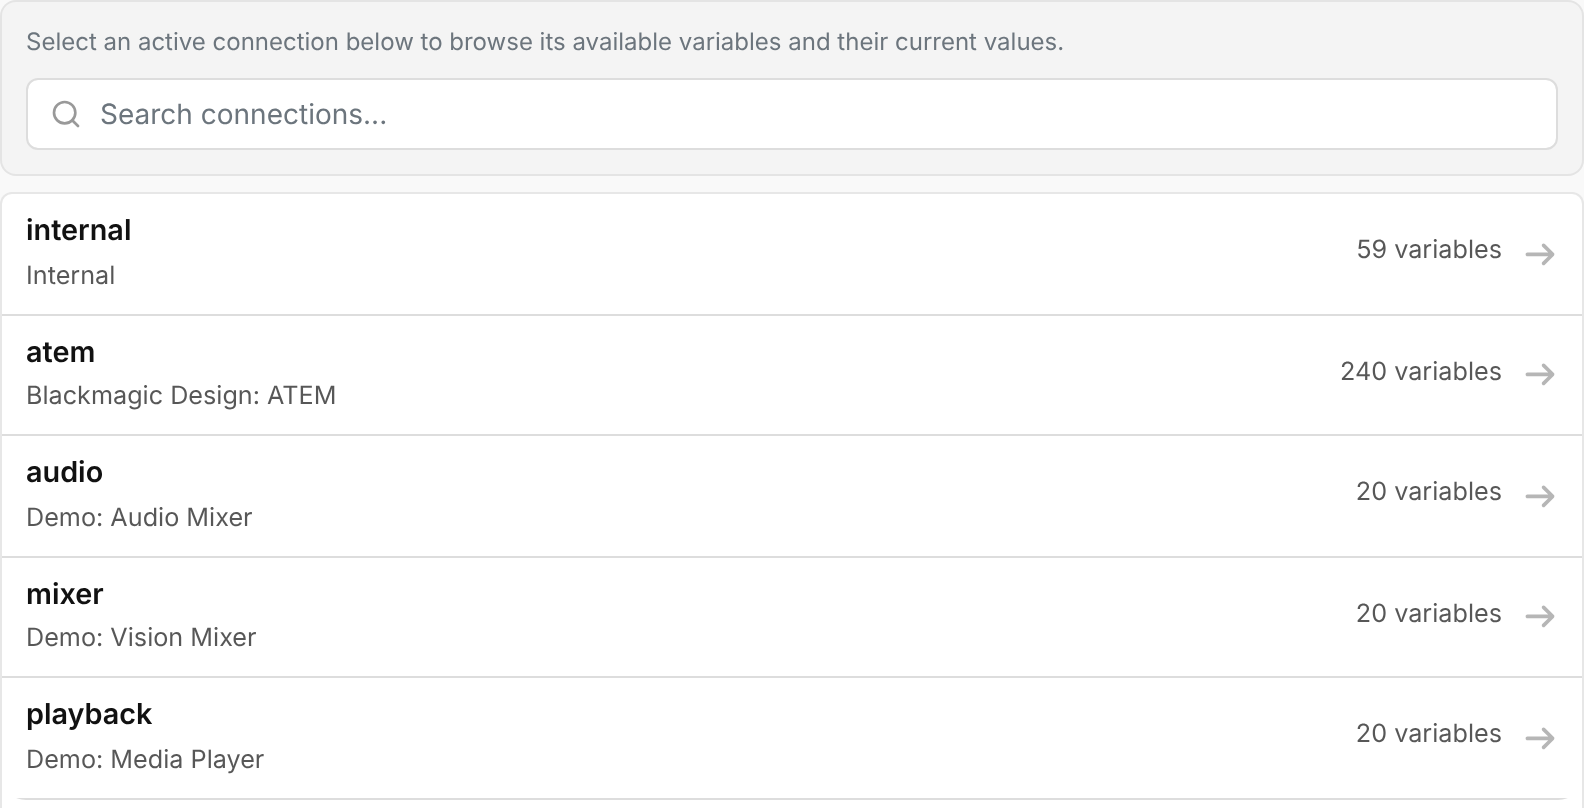 Select an active connection below to browse its available variables and their current values.
Search connections...
internal
Internal
59 variables
atem
Blackmagic Design: ATEM
240 variables
audio
Demo: Audio Mixer
20 variables
mixer
Demo: Vision Mixer
20 variables
playback
Demo: Media Player
20 variables